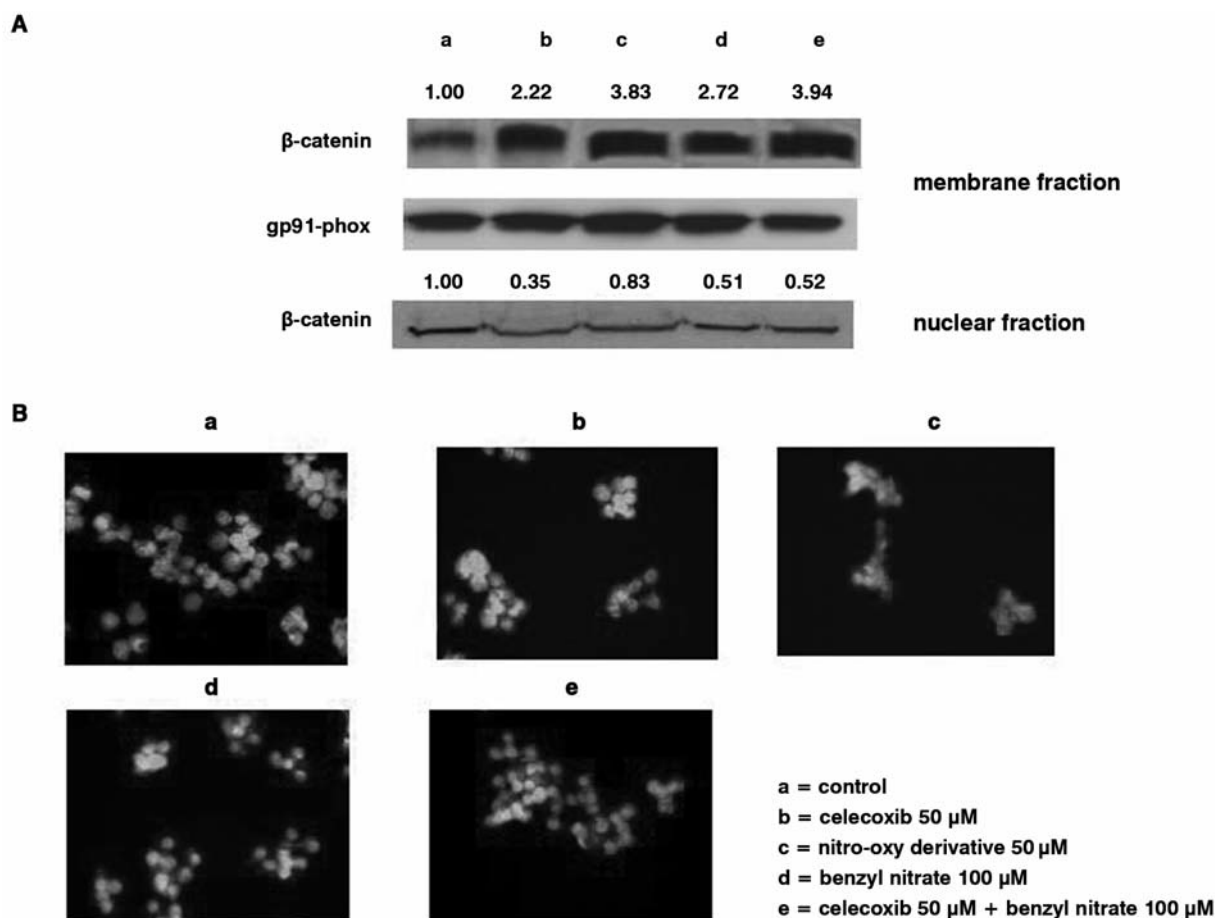 A
a b c d e
1.00 2.22 3.83 2.72 3.94
β-catenin
membrane fraction
gp91-phox
1.00 0.35 0.83 0.51 0.52
β-catenin
nuclear fraction
B
a b c
d e
a = control
b = celecoxib 50 µM
c = nitro-oxy derivative 50 µM
d = benzyl nitrate 100 µM
e = celecoxib 50 µM + benzyl nitrate 100 µM